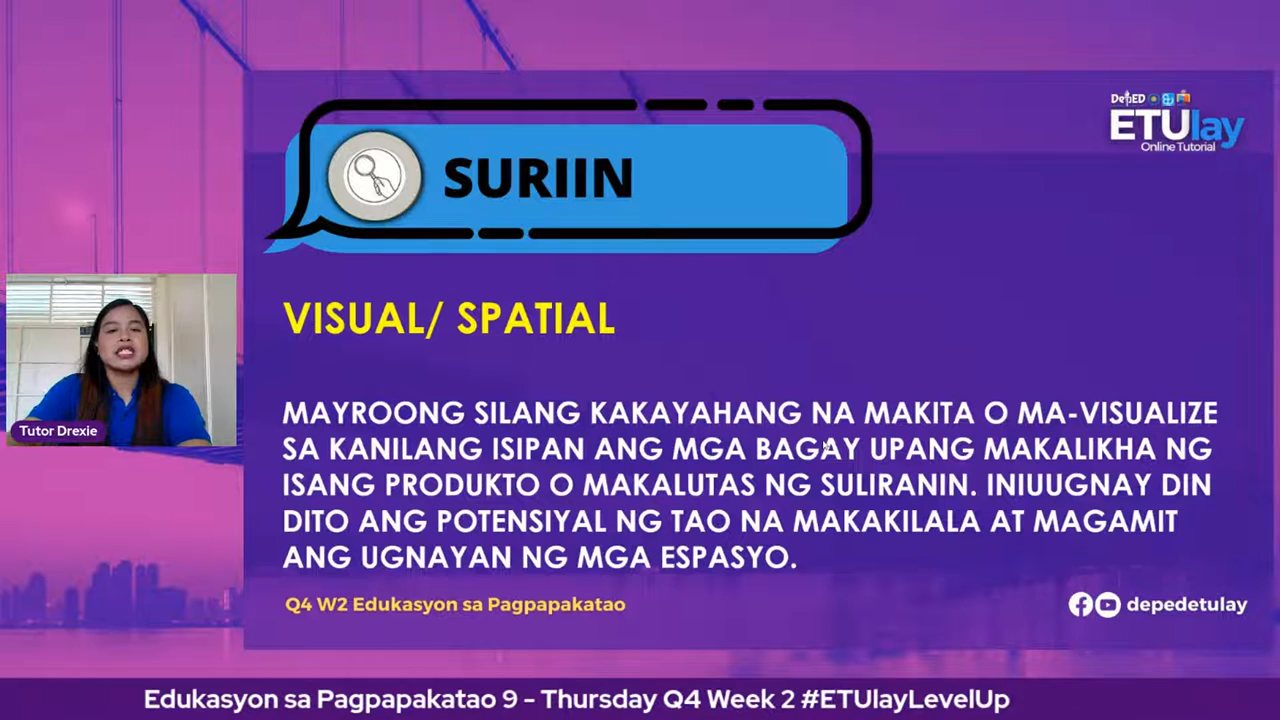 DepED
ETUlay
Online Tutorial
SURIIN
VISUAL/ SPATIAL
MAYROONG SILANG KAKAYAHANG NA MAKITA O MA-VISUALIZE
SA KANILANG ISIPAN ANG MGA BAGAY UPANG MAKALIKHA NG
ISANG PRODUKTO O MAKALUTAS NG SULIRANIN. INIUUGNAY DIN
DITO ANG POTENSIYAL NG TAO NA MAKAKILALA AT MAGAMIT
ANG UGNAYAN NG MGA ESPASYO.
Tutor Drexie
Q4 W2 Edukasyon sa Pagpapakatao
depedetulay
Edukasyon sa Pagpapakatao 9 - Thursday Q4 Week 2 #ETUlayLevelUp